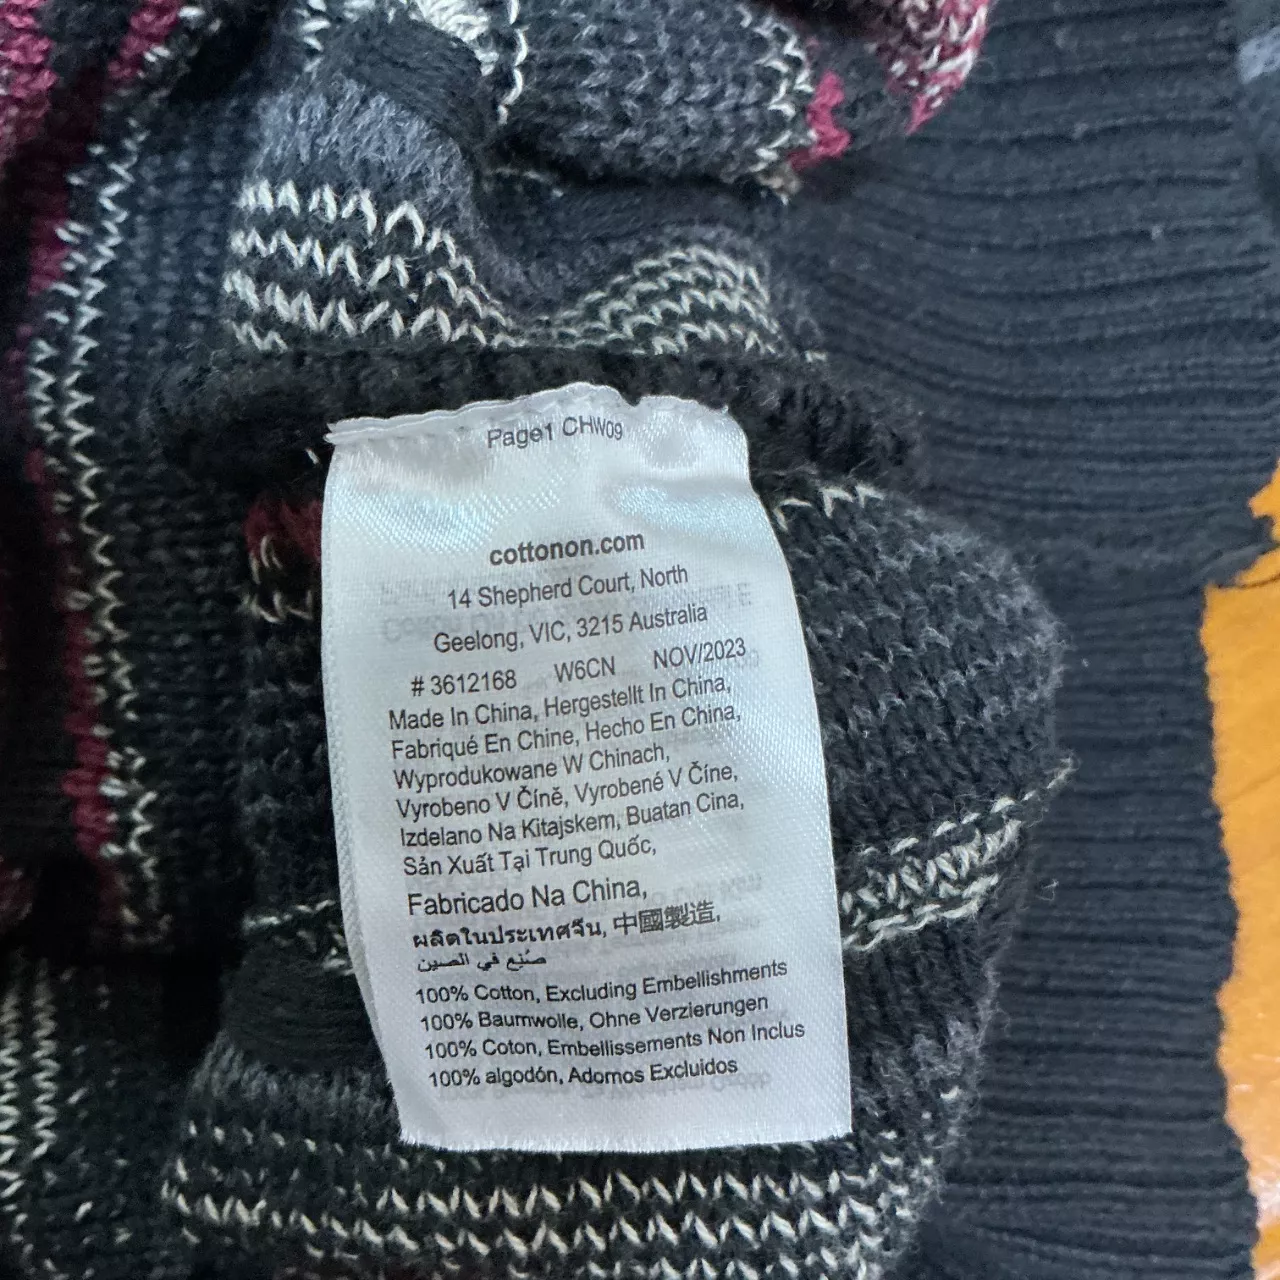 Page1 CHW09
cottonon.com
14 Shepherd Court, North
Geelong, VIC, 3215 Australia
# 3612168 W6CN NOV/2023
Made In China, Hergestellt In China,
Fabriqué En Chine, Hecho En China,
Wyprodukowane W Chinach,
Vyrobeno V Číně, Vyrobené V Číne,
Izdelano Na Kitajskem, Buatan Cina,
Sản Xuất Tại Trung Quốc,
Fabricado Na China,
ผลิตในประเทศจีน, 中國製造,
صُنِع في الصين
100% Cotton, Excluding Embellishments
100% Baumwolle, Ohne Verzierungen
100% Coton, Embellissements Non Inclus
100% algodón, Adornos Excluidos